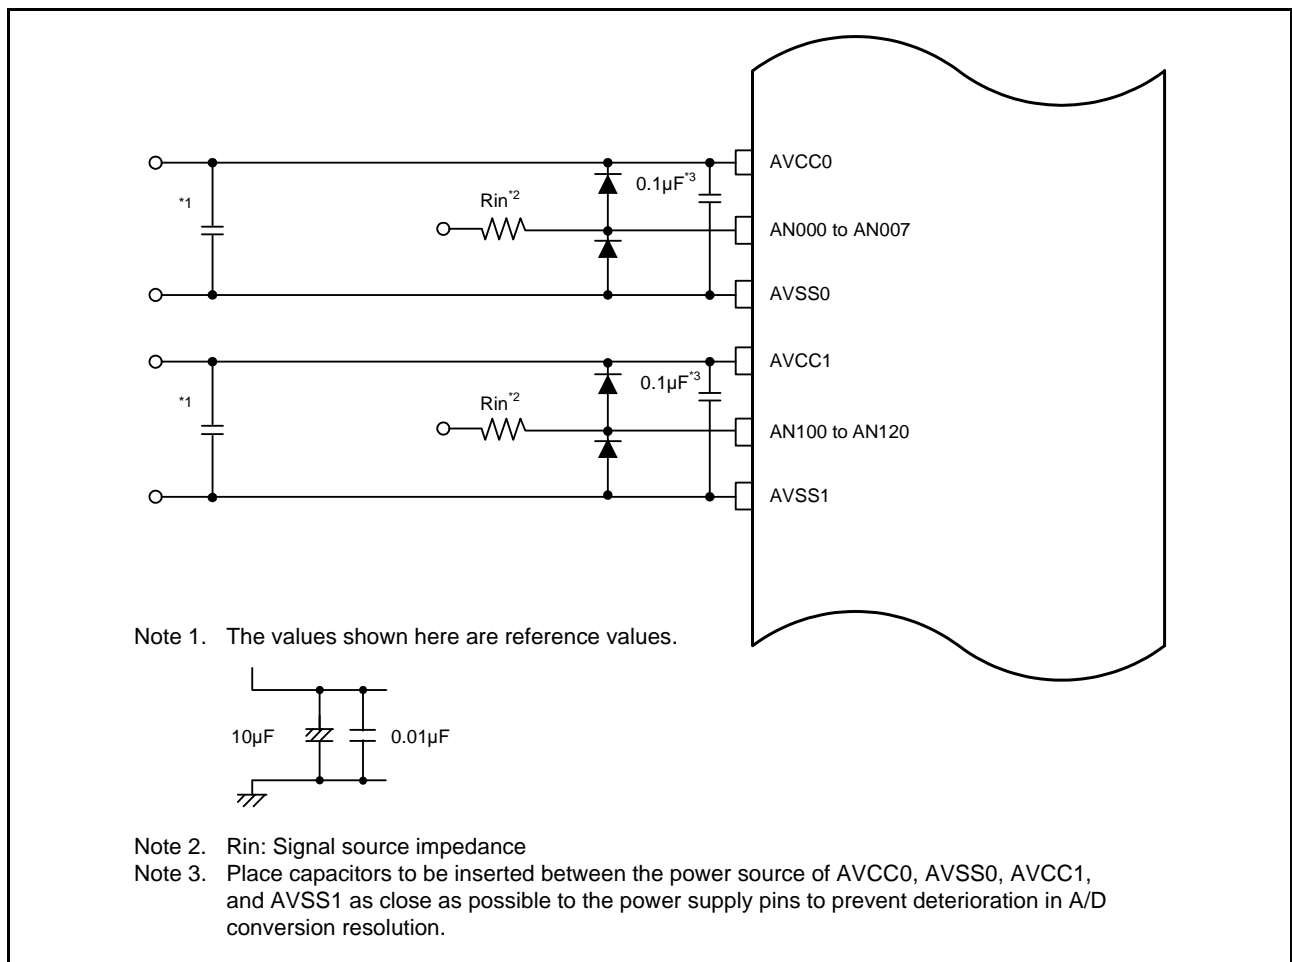 AVCC0
0.1µF*3
*1
Rin*2
AN000 to AN007
AVSS0
AVCC1
0.1µF*3
*1
Rin*2
AN100 to AN120
AVSS1
Note 1. The values shown here are reference values.
10µF
0.01µF
Note 2. Rin: Signal source impedance
Note 3. Place capacitors to be inserted between the power source of AVCC0, AVSS0, AVCC1,
and AVSS1 as close as possible to the power supply pins to prevent deterioration in A/D
conversion resolution.